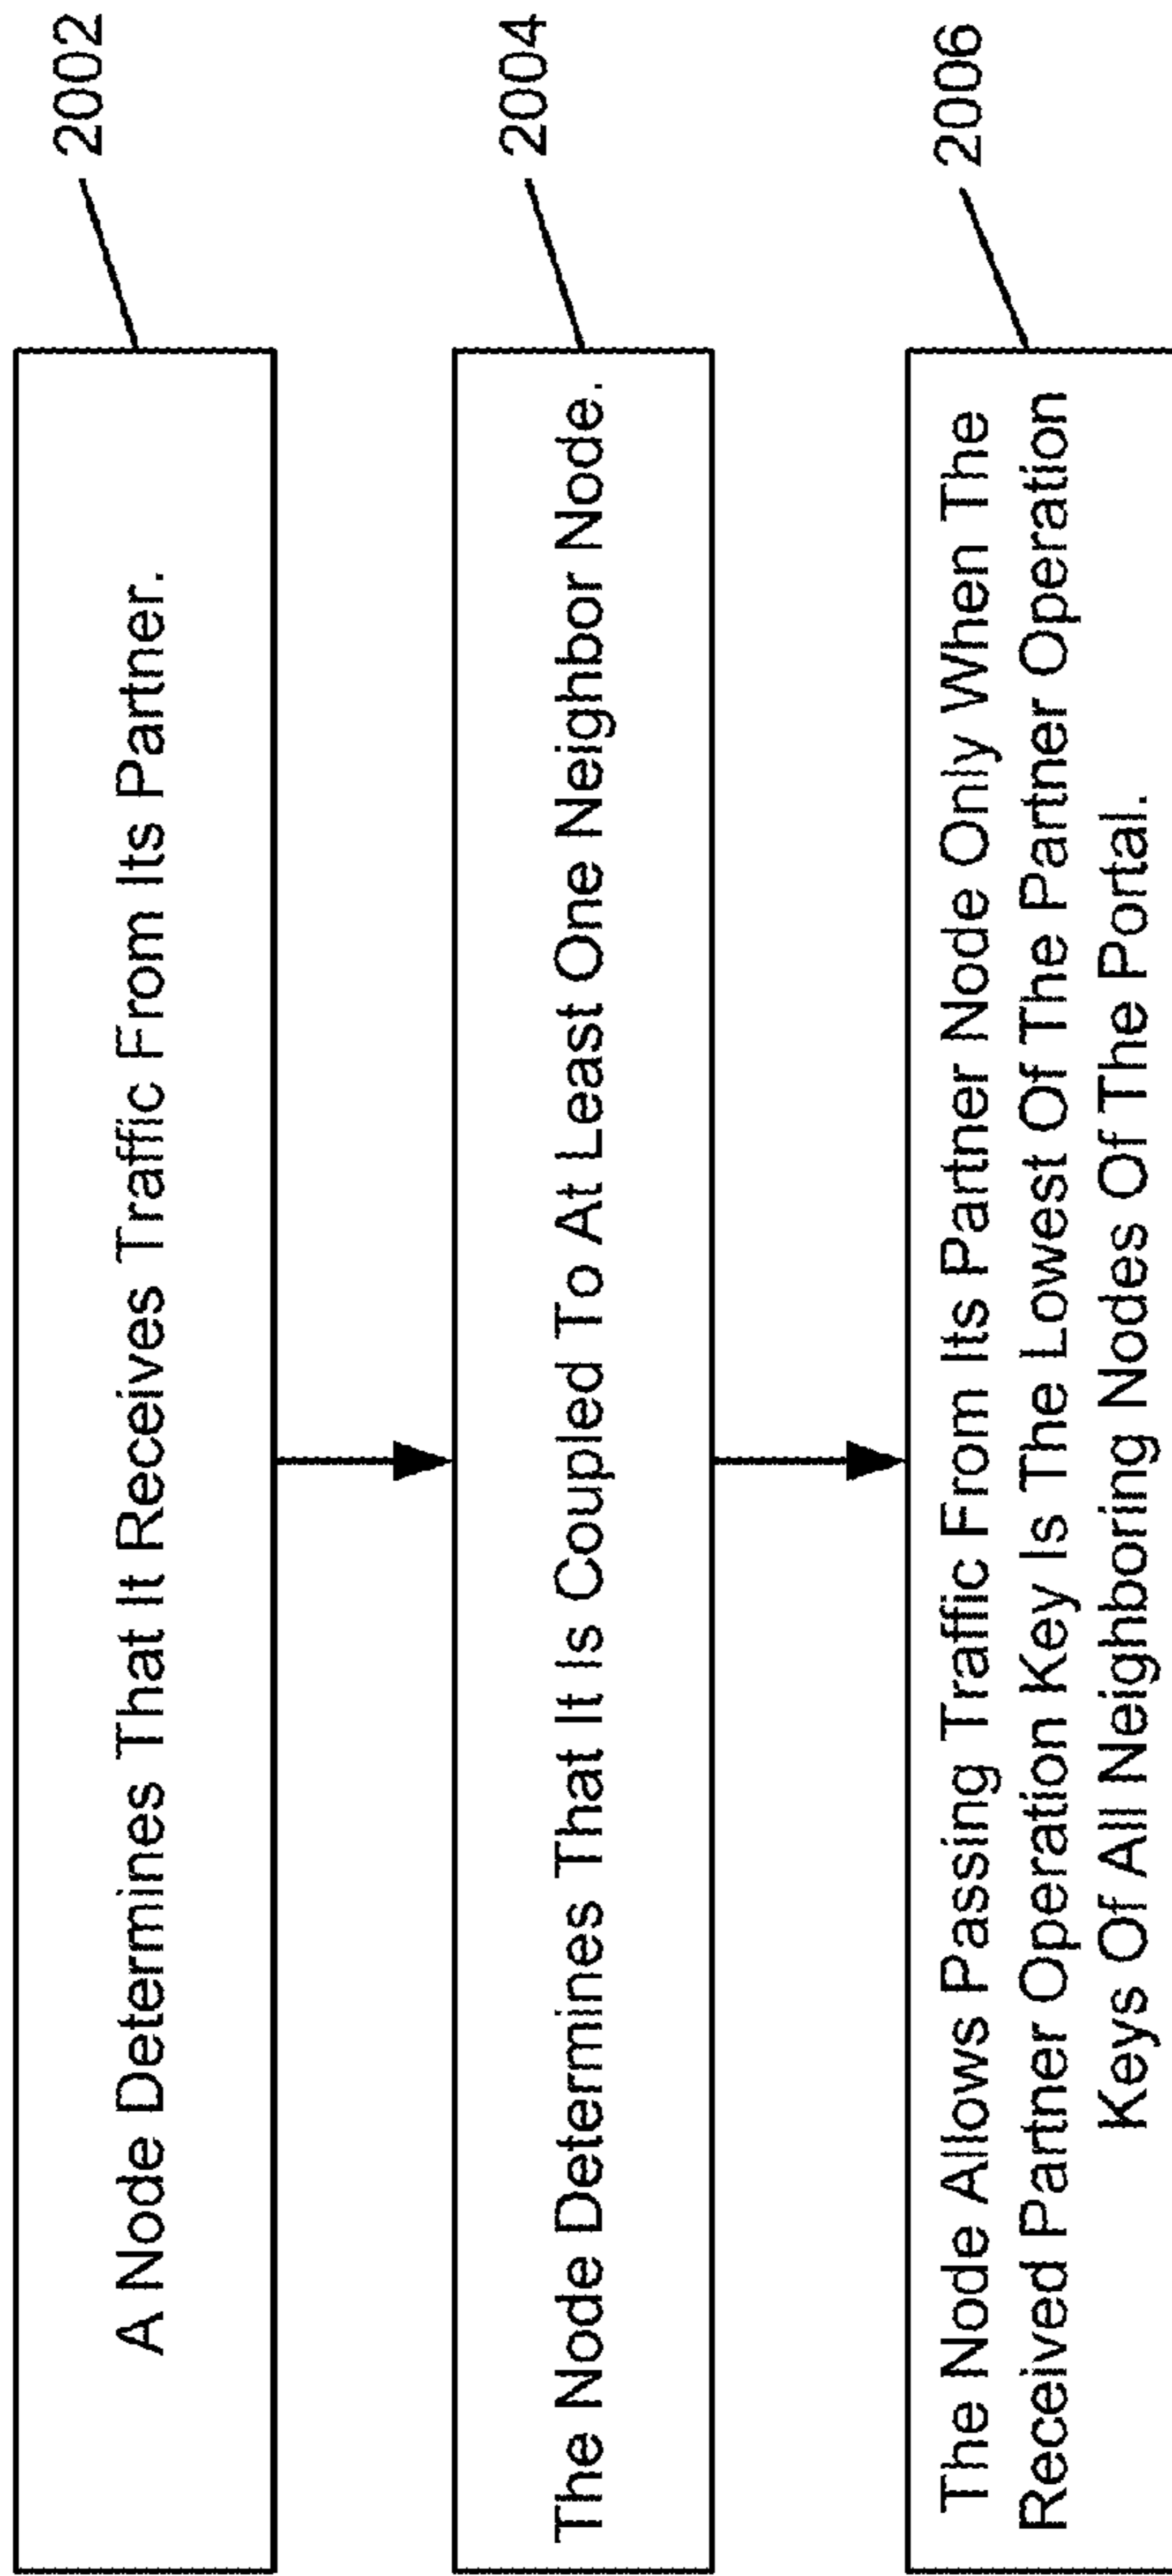 A Node Determines That It Receives Traffic From Its Partner.
2002
The Node Determines That It Is Coupled To At Least One Neighbor Node.
2004
The Node Allows Passing Traffic From Its Partner Node Only When The
Received Partner Operation Key Is The Lowest Of The Partner Operation
Keys Of All Neighboring Nodes Of The Portal.
2006